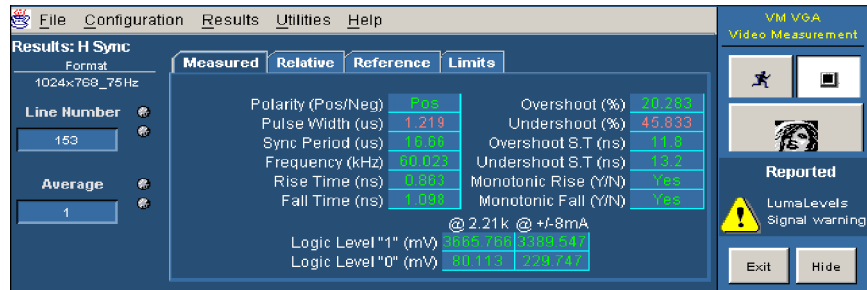 File Configuration Results Utilities Help
VM VGA
Video Measurement
Results: H Sync
Format
1024x768_75Hz
Line Number
153
Average
1
Measured Relative Reference Limits
Polarity (Pos/Neg) Pos Overshoot (%) 20.283
Pulse Width (us) 1.219 Undershoot (%) 45.833
Sync Period (us) 16.66 Overshoot S.T (ns) 11.8
Frequency (kHz) 60.023 Undershoot S.T (ns) 13.2
Rise Time (ns) 0.863 Monotonic Rise (Y/N) Yes
Fall Time (ns) 1.098 Monotonic Fall (Y/N) Yes
@ 2.21k @ +/-8mA
Logic Level "1" (mV) 3665.766 3389.547
Logic Level "0" (mV) 80.113 229.747
Reported
LumaLevels
Signal warning
Exit Hide